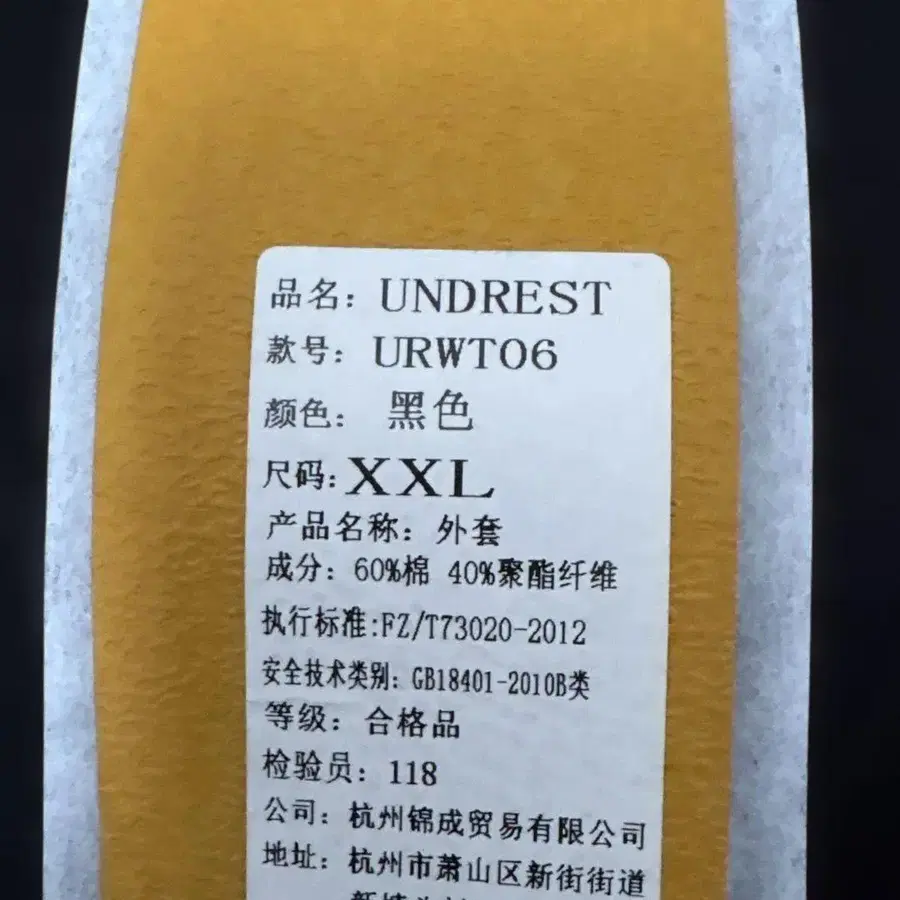 品名: UNDREST
款号: URWT06
颜色: 黑色
尺码: XXL
产品名称: 外套
成分: 60%棉 40%聚酯纤维
执行标准:FZ/T73020-2012
安全技术类别: GB18401-2010B类
等级: 合格品
检验员: 118
公司: 杭州锦成贸易有限公司
地址: 杭州市萧山区新街街道